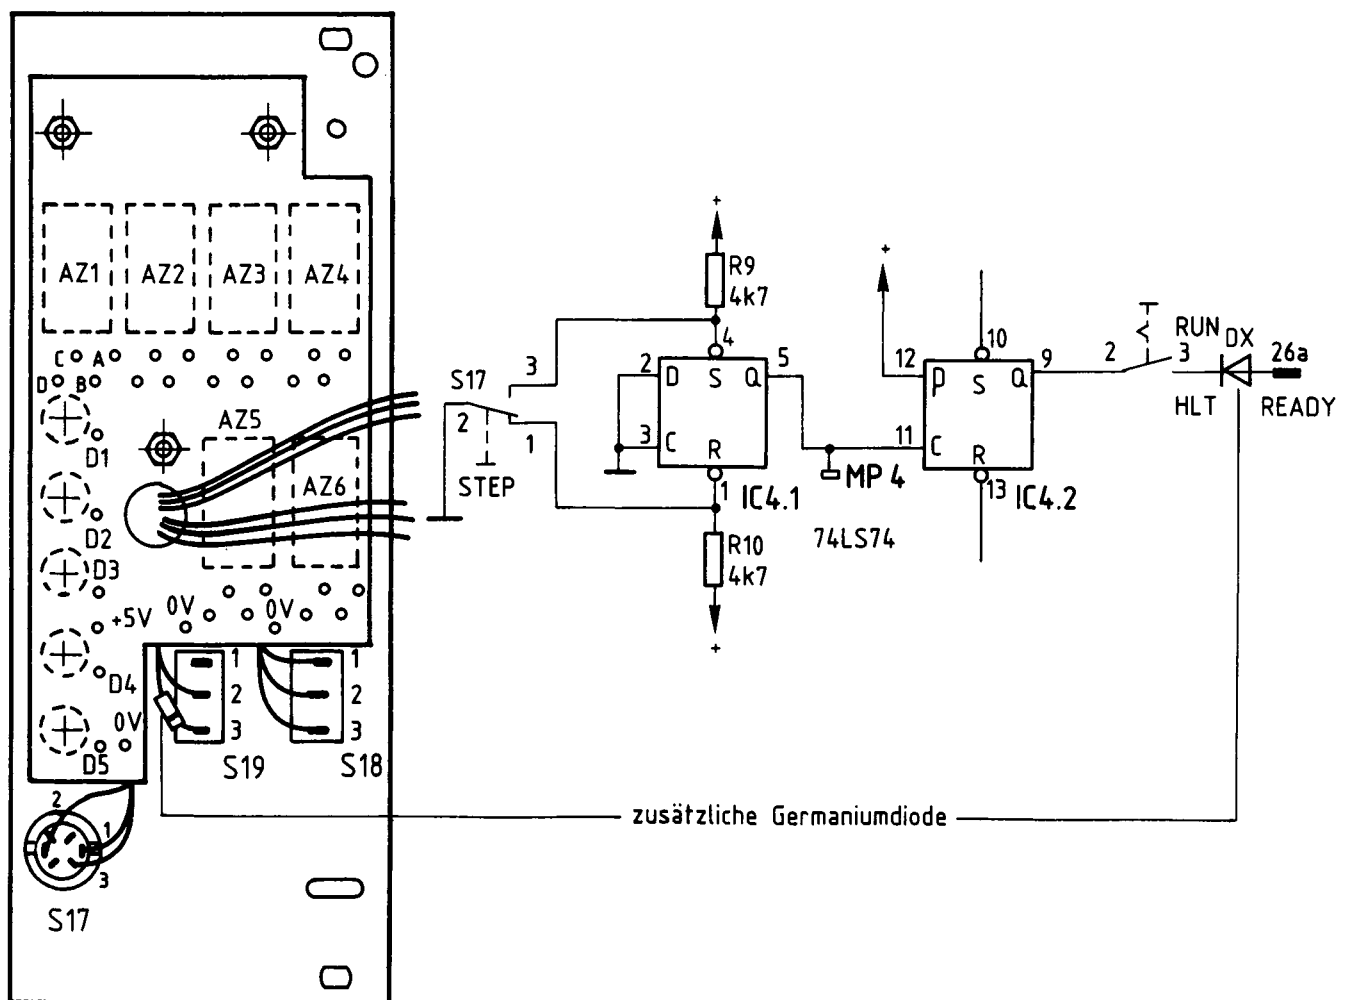 AZ1 AZ2 AZ3 AZ4
C A
D B
AZ5
D1
AZ6
D2
D3
+5V 0V 0V
D4
0V
D5
1 1
2 2
3 3
S19 S18
2
1
3
S17
S17
3
2
1
STEP
+
R9
4k7
4
2 D S Q 5
3 C R
1 IC4.1
R10
4k7
+
MP 4
74LS74
+
10
12 P S Q 9
11 C R
13 IC4.2
2 3
RUN DX
26a
HLT READY
zusätzliche Germaniumdiode